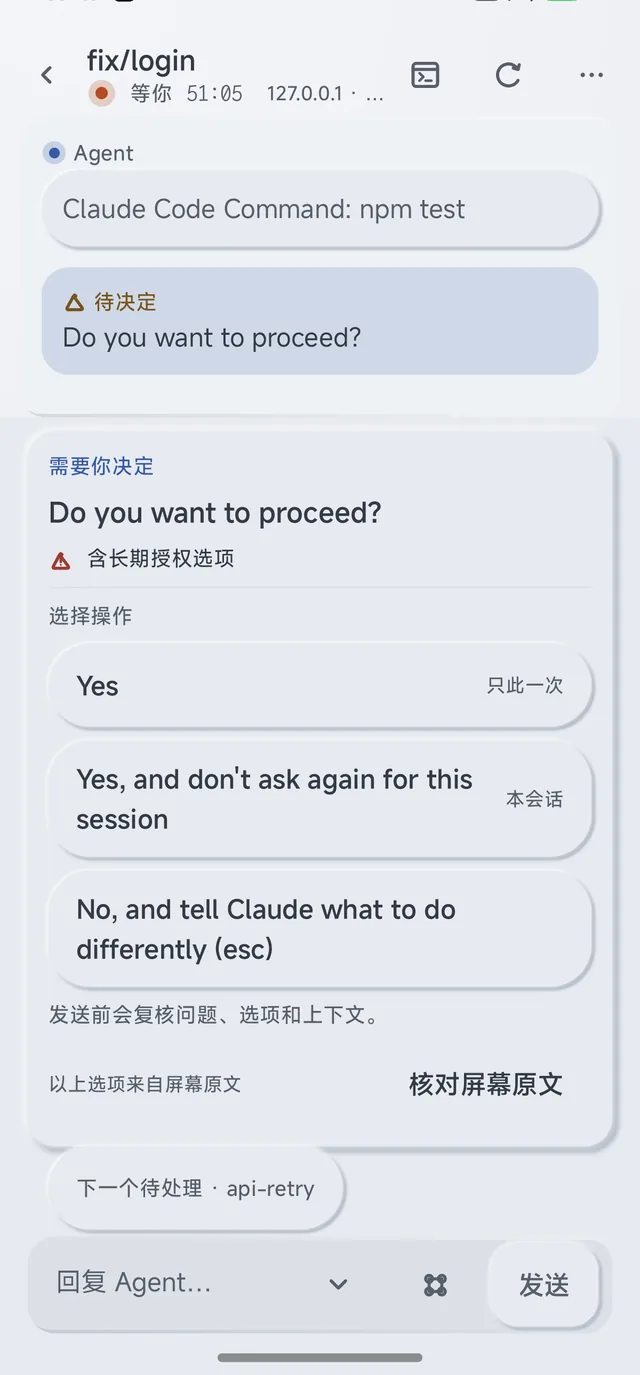 fix/login
等你 51:05 127.0.0.1 · ...
Agent
Claude Code Command: npm test
待决定
Do you want to proceed?
需要你决定
Do you want to proceed?
含长期授权选项
选择操作
Yes
只此一次
Yes, and don't ask again for this
session
本会话
No, and tell Claude what to do
differently (esc)
发送前会复核问题、选项和上下文。
以上选项来自屏幕原文
核对屏幕原文
下一个待处理 · api-retry
回复 Agent...
发送